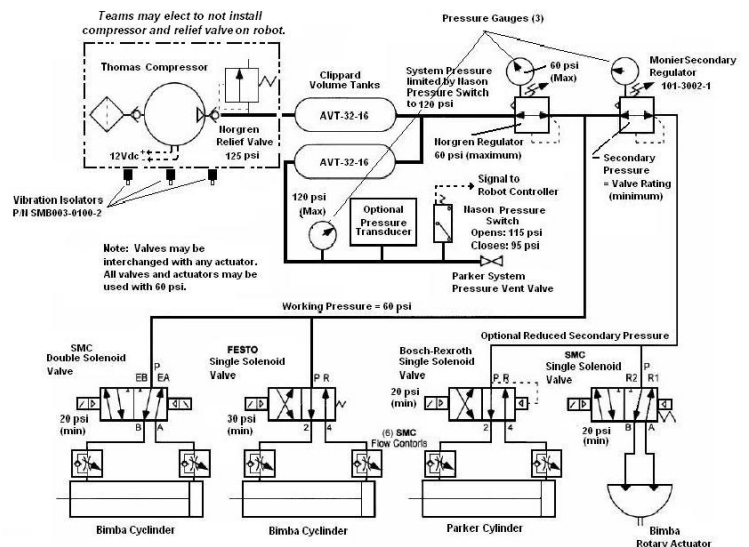 Teams may elect to not install
compressor and relief valve on robot.
Thomas Compressor
12Vdc
Norgren
Relief Valve
125 psi
Vibration Isolators
P/N SMB003-0100-2
Clippard
Volume Tanks
AVT-32-16
AVT-32-16
System Pressure
limited by Nason
Pressure Switch
to 120 psi
Pressure Gauges (3)
60 psi
(Max)
Norgren Regulator
60 psi (maximum)
MonierSecondary
Regulator
101-3002-1
Secondary
Pressure
= Valve Rating
(minimum)
120 psi
(Max)
Optional
Pressure
Transducer
Signal to
Robot Controller
Nason Pressure
Switch
Opens: 115 psi
Closes: 95 psi
Parker System
Pressure Vent Valve
Note: Valves may be
interchanged with any actuator.
All valves and actuators may be
used with 60 psi.
Working Pressure = 60 psi
Optional Reduced Secondary Pressure
SMC
Double Solenoid
Valve
P
EB EA
20 psi
(min)
B A
Bimba Cyclinder
FESTO
Single Solenoid
Valve
P R
30 psi
(min)
2 4
Bimba Cyclinder
(6) SMC
Flow Contorls
Bosch-Rexroth
Single Solenoid
Valve
P R
20 psi
(min)
2 4
Parker Cylinder
SMC
Single Solenoid
Valve
P
R2 R1
20 psi
(min)
B A
Bimba
Rotary Actuator